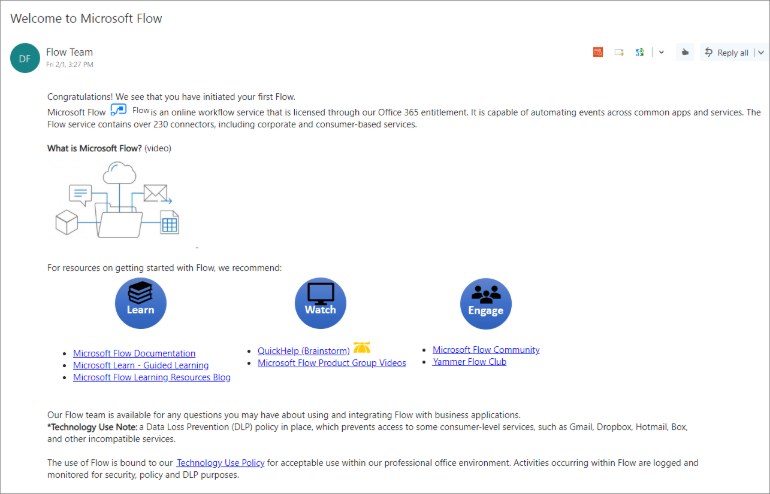 Welcome to Microsoft Flow
DF
Flow Team
Fri 2/1, 3:27 PM
Reply all
Congratulations! We see that you have initiated your first Flow.
Microsoft Flow Flow is an online workflow service that is licensed through our Office 365 entitlement. It is capable of automating events across common apps and services. The
Flow service contains over 230 connectors, including corporate and consumer-based services.
What is Microsoft Flow? (video)
For resources on getting started with Flow, we recommend:
Learn
Watch
Engage
• Microsoft Flow Documentation
• Microsoft Learn - Guided Learning
• Microsoft Flow Learning Resources Blog
• QuickHelp (Brainstorm)
• Microsoft Flow Product Group Videos
• Microsoft Flow Community
• Yammer Flow Club
Our Flow team is available for any questions you may have about using and integrating Flow with business applications.
*Technology Use Note: a Data Loss Prevention (DLP) policy in place, which prevents access to some consumer-level services, such as Gmail, Dropbox, Hotmail, Box,
and other incompatible services.
The use of Flow is bound to our Technology Use Policy for acceptable use within our professional office environment. Activities occurring within Flow are logged and
monitored for security, policy and DLP purposes.